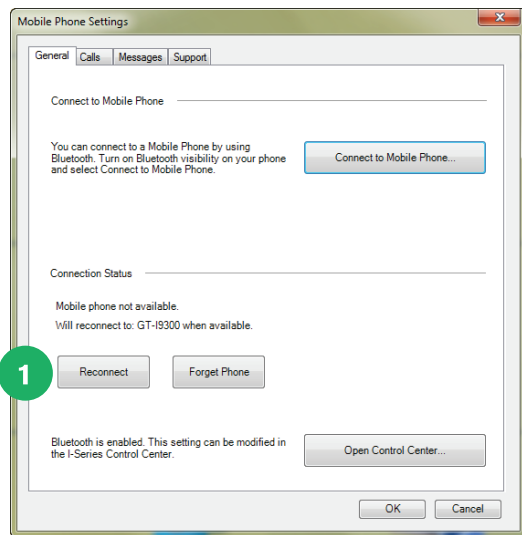 Mobile Phone Settings
General Calls Messages Support
Connect to Mobile Phone
You can connect to a Mobile Phone by using
Bluetooth. Turn on Bluetooth visibility on your phone
and select Connect to Mobile Phone.
Connect to Mobile Phone...
Connection Status
Mobile phone not available.
Will reconnect to: GT-I9300 when available.
1
Reconnect Forget Phone
Bluetooth is enabled. This setting can be modified in
the I-Series Control Center.
Open Control Center...
OK Cancel